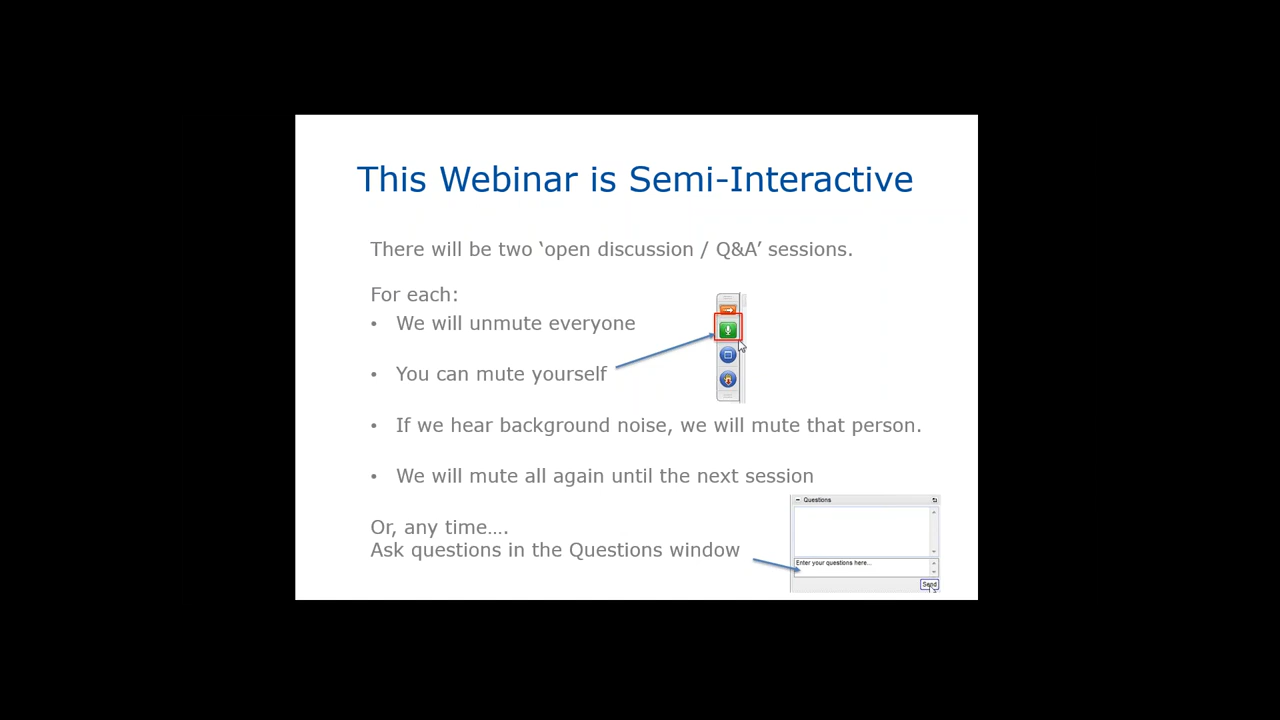 This Webinar is Semi-Interactive
There will be two ‘open discussion / Q&A’ sessions.
For each:
• We will unmute everyone
• You can mute yourself
• If we hear background noise, we will mute that person.
• We will mute all again until the next session
Or, any time….
Ask questions in the Questions window
Questions
Enter your questions here...
Send